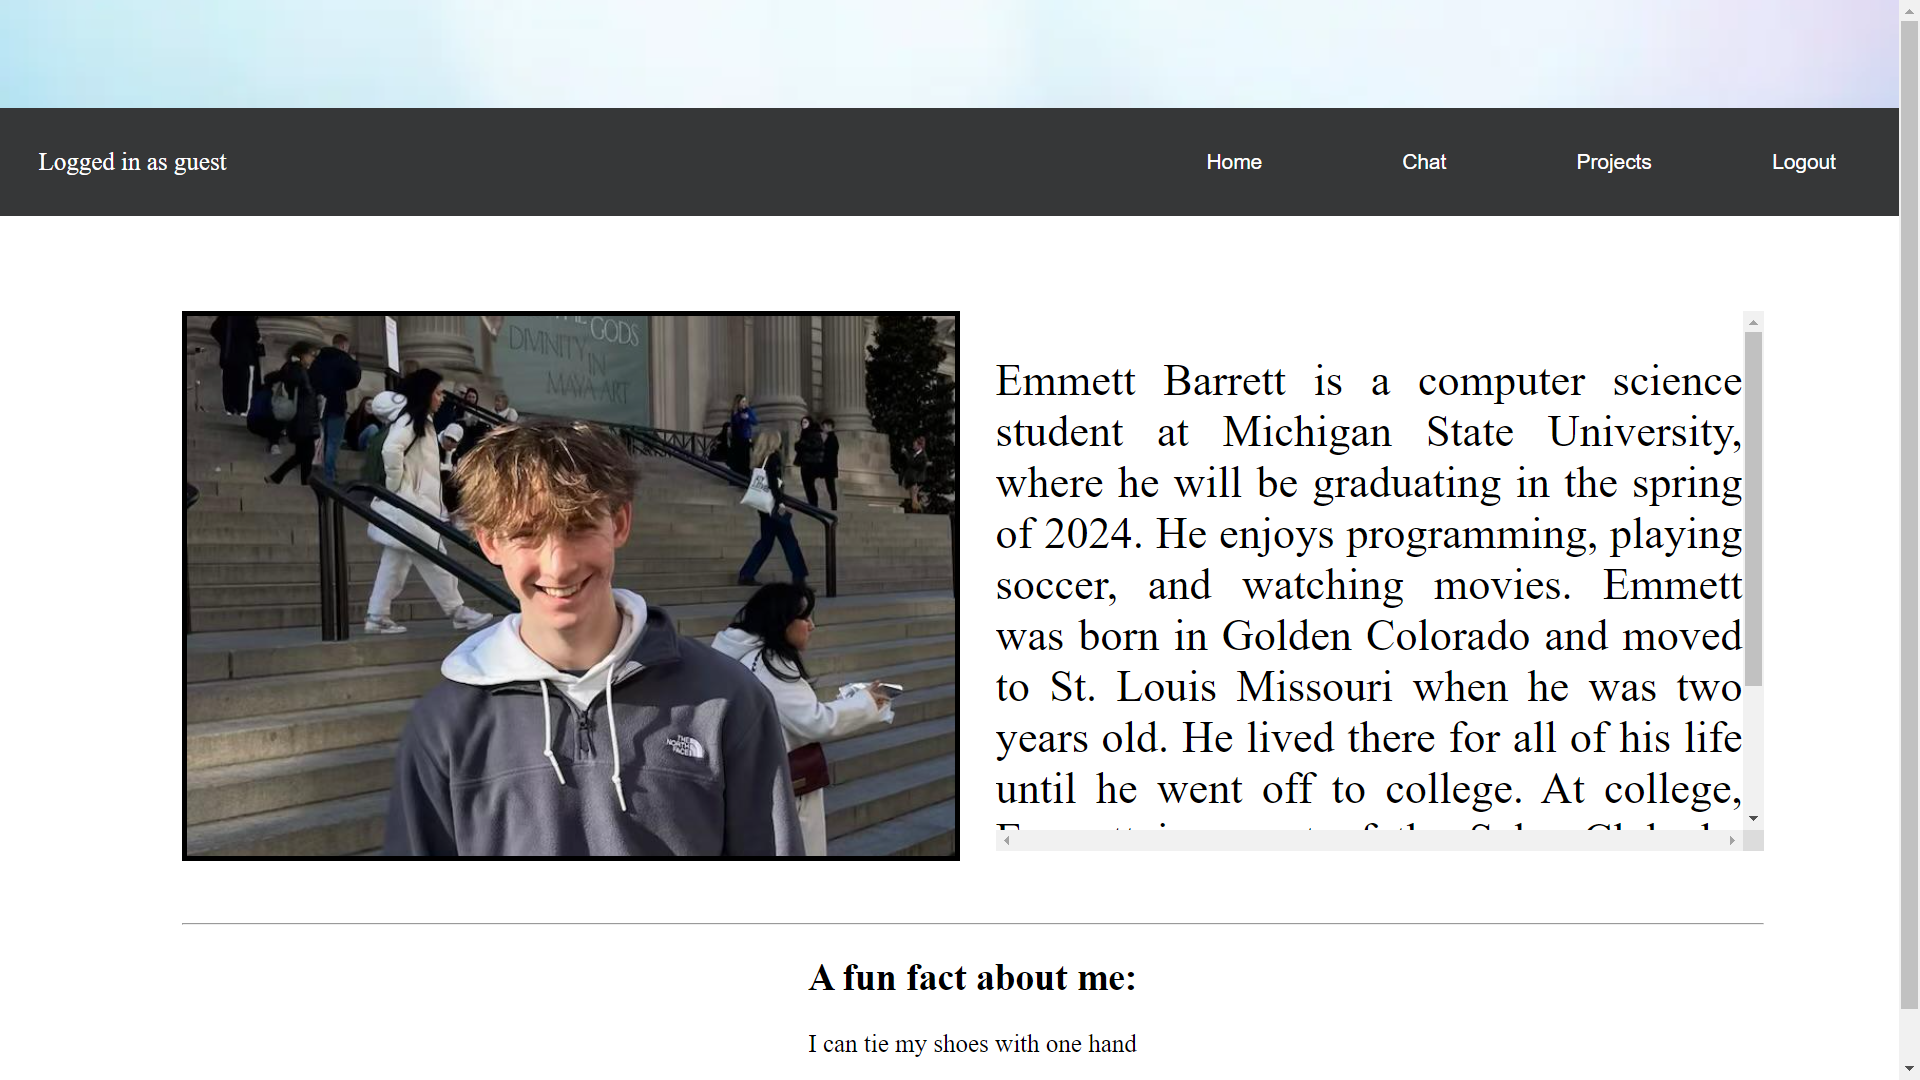 Logged in as guest
Home
Chat
Projects
Logout
THE GODS
DIVINITY IN
MAYA ART
THE
NORTH
FACE
Emmett Barrett is a computer science
student at Michigan State University,
where he will be graduating in the spring
of 2024. He enjoys programming, playing
soccer, and watching movies. Emmett
was born in Golden Colorado and moved
to St. Louis Missouri when he was two
years old. He lived there for all of his life
until he went off to college. At college,
A fun fact about me:
I can tie my shoes with one hand